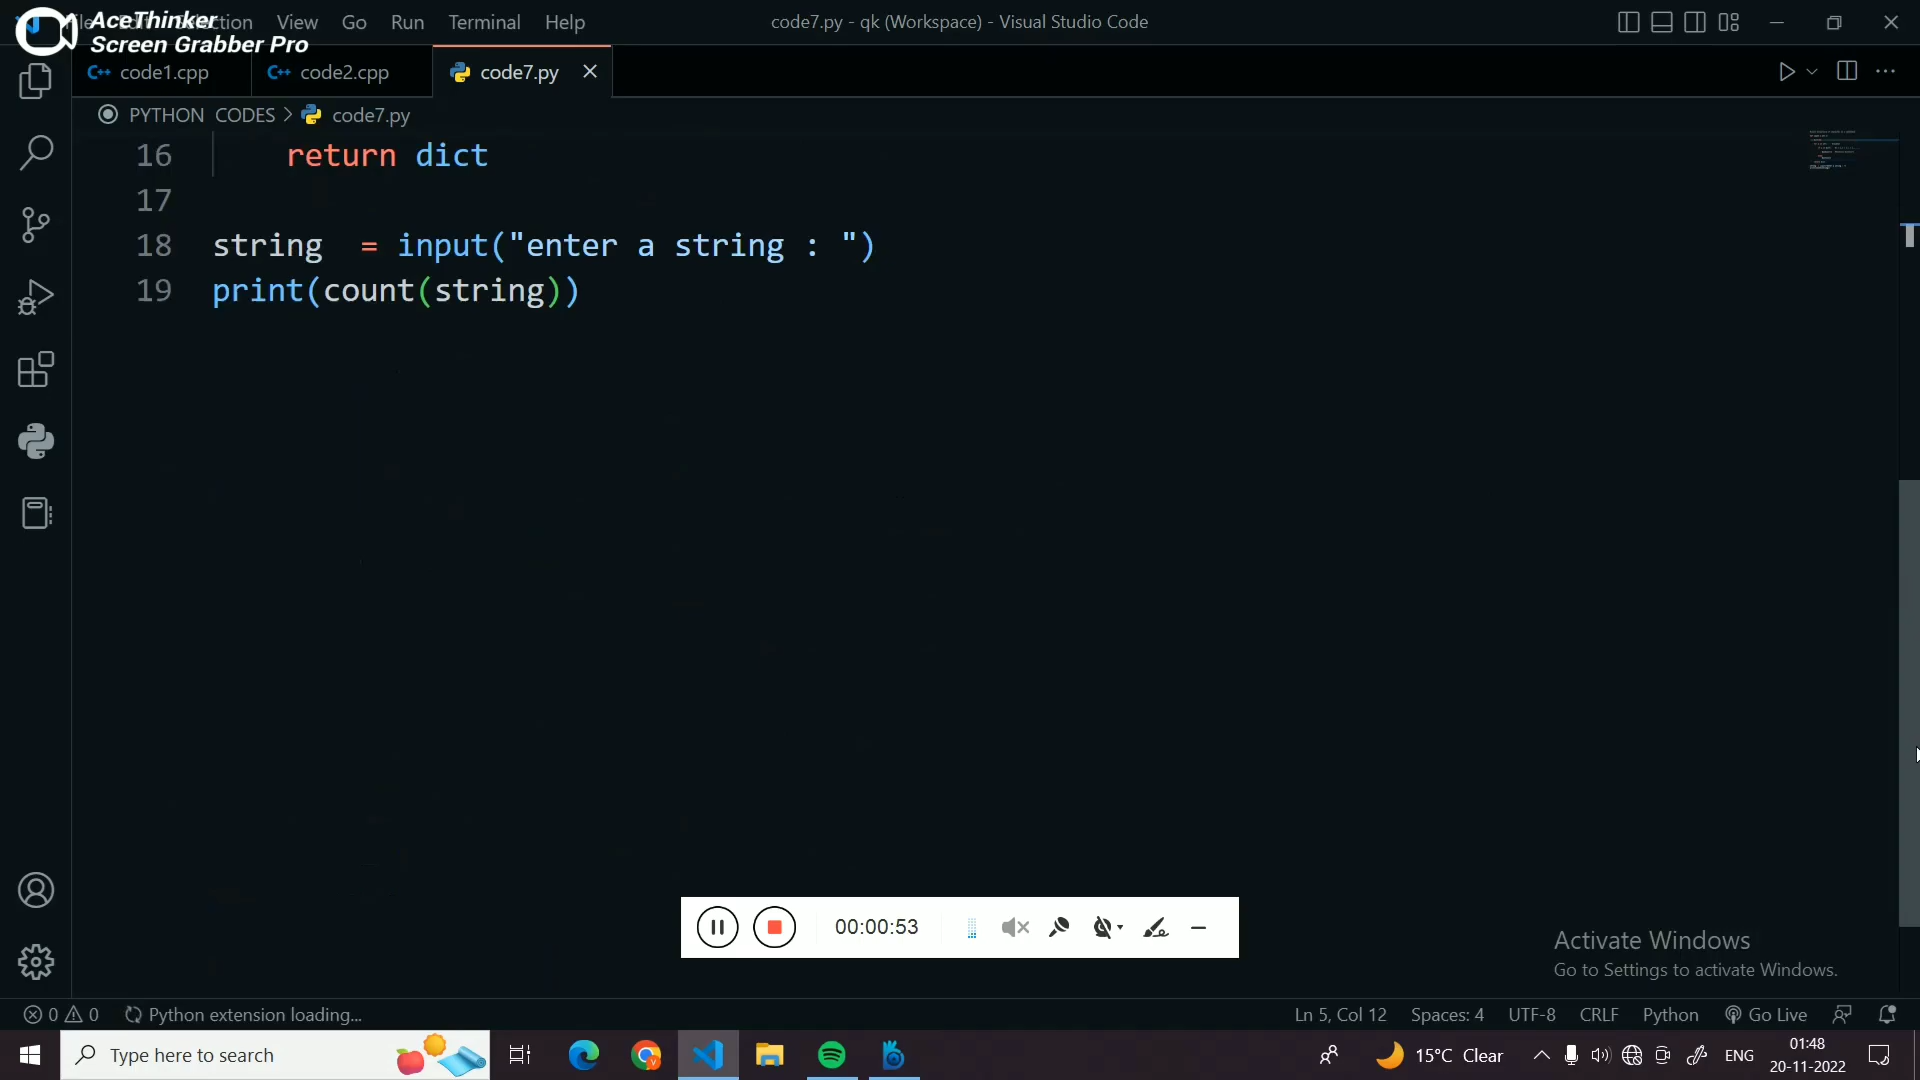 AceThinker
Screen Grabber Pro
View Go Run Terminal Help
code7.py - qk (Workspace) - Visual Studio Code
code1.cpp
code2.cpp
code7.py
PYTHON CODES > code7.py
16 return dict
17
18 string = input("enter a string : ")
19 print(count(string))
00:00:53
Activate Windows
Go to Settings to activate Windows.
0 0 Python extension loading...
Ln 5, Col 12 Spaces: 4 UTF-8 CRLF Python Go Live
Type here to search
15°C Clear
ENG
01:48
20-11-2022